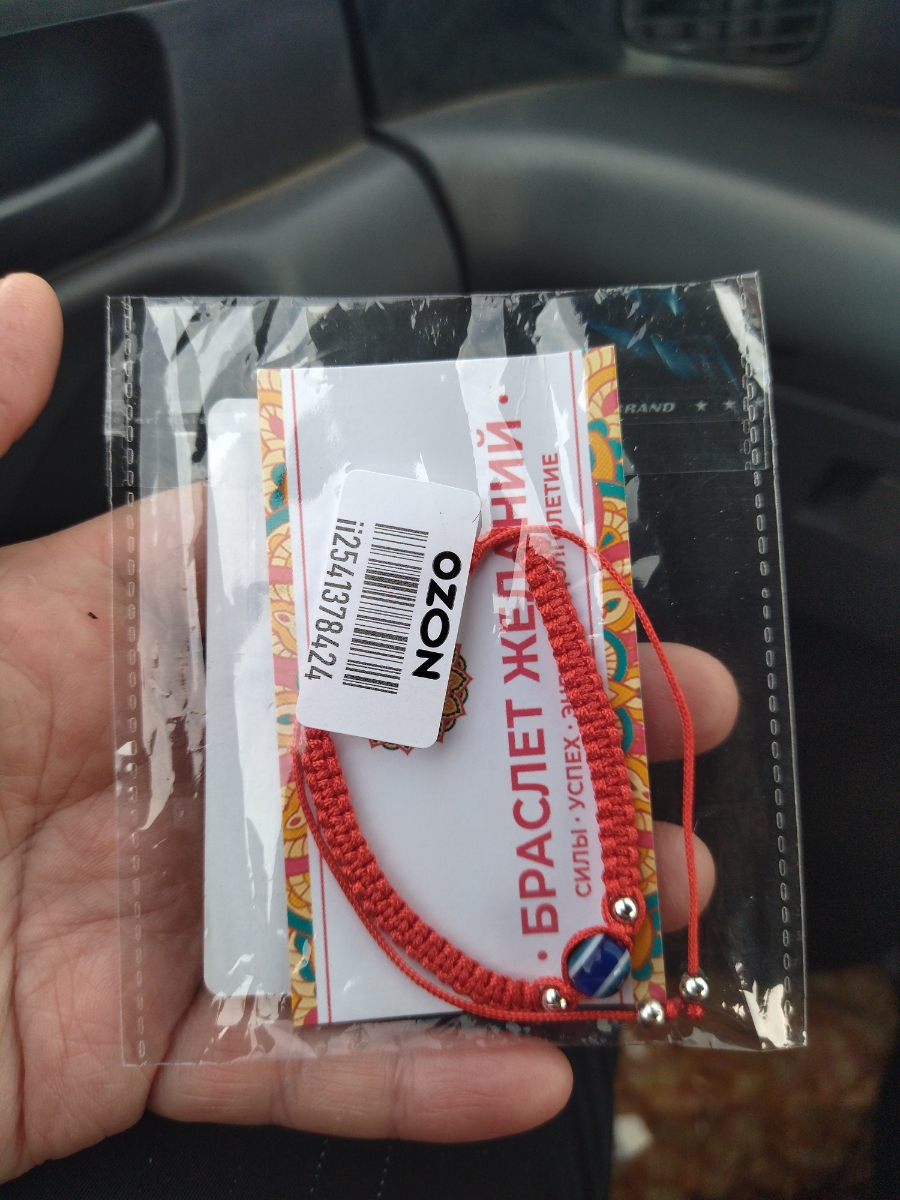 • БРАСЛЕТ ЖЕЛАНИЙ •
СИЛЫ • УСПЕХ •
OZON
ii2541378424